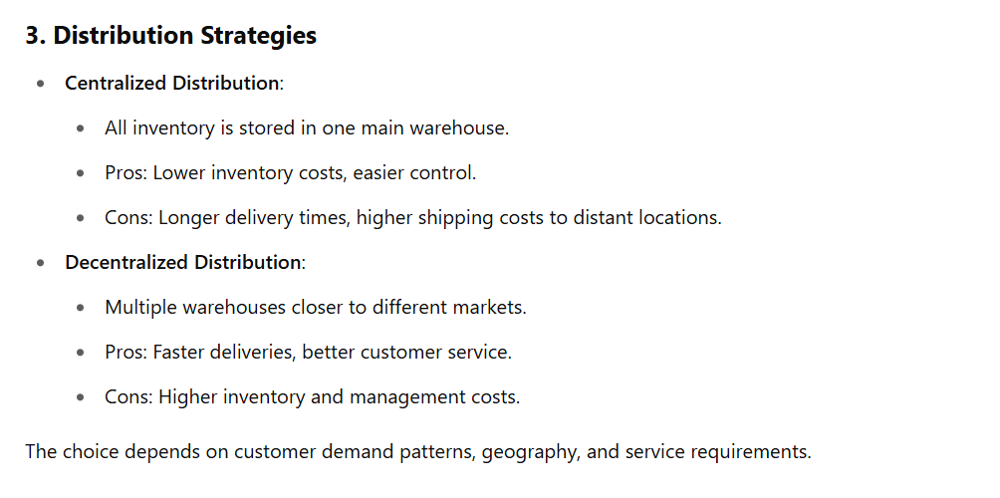 3. Distribution Strategies
• Centralized Distribution:
• All inventory is stored in one main warehouse.
• Pros: Lower inventory costs, easier control.
• Cons: Longer delivery times, higher shipping costs to distant locations.
• Decentralized Distribution:
• Multiple warehouses closer to different markets.
• Pros: Faster deliveries, better customer service.
• Cons: Higher inventory and management costs.
The choice depends on customer demand patterns, geography, and service requirements.